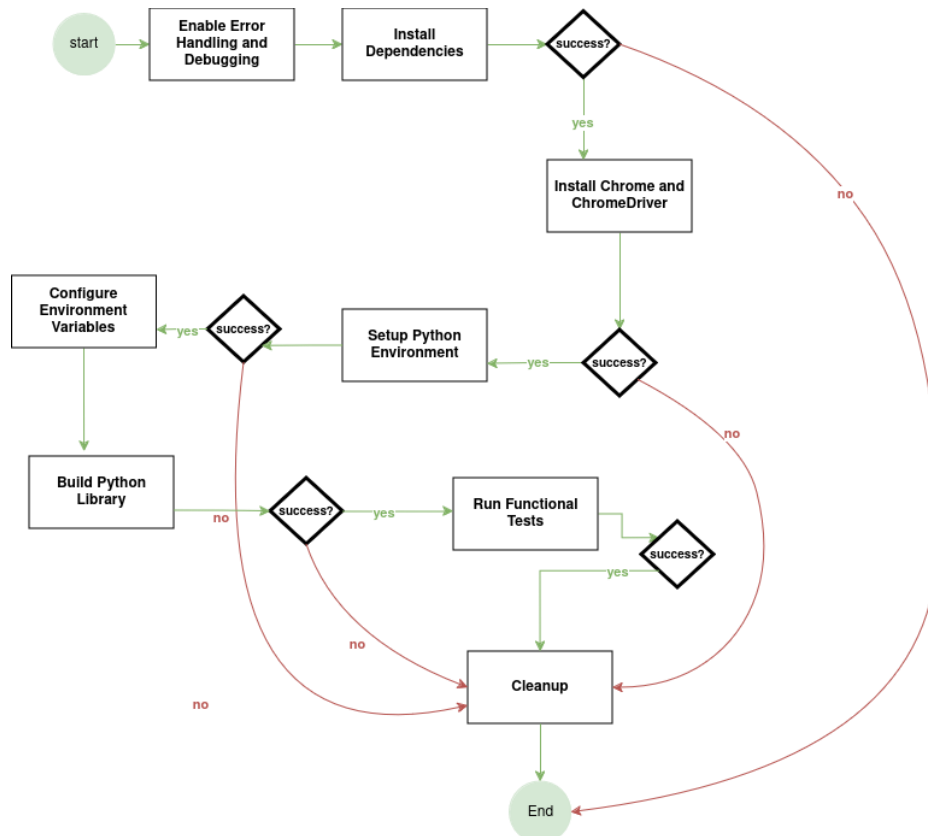 start
Enable Error
Handling and
Debugging
Install
Dependencies
success?
yes
no
Install Chrome and
ChromeDriver
Configure
Environment
Variables
yes
success?
Setup Python
Environment
yes
success?
no
Build Python
Library
no
success?
yes
Run Functional
Tests
success?
yes
no
Cleanup
no
End